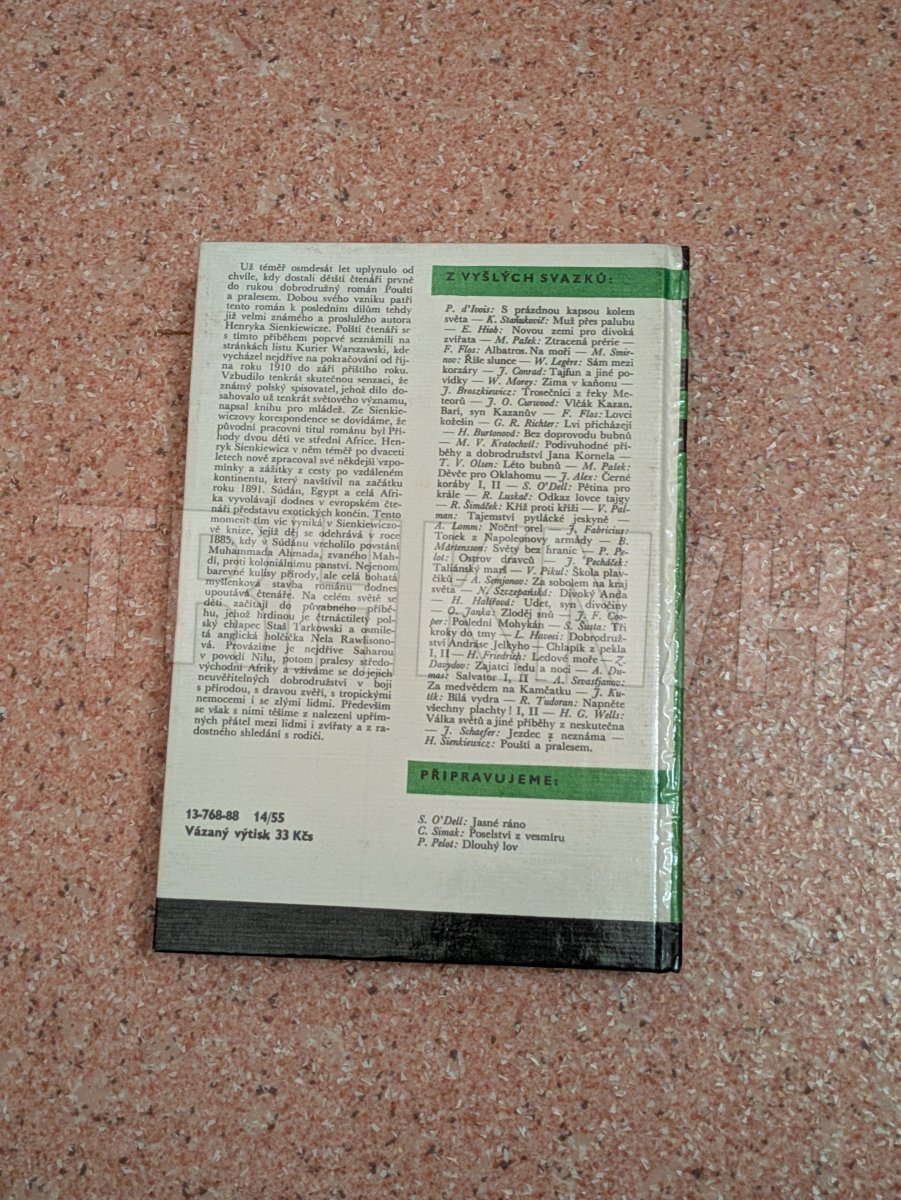 Už téměř osmdesát let uplynulo od
chvíle, kdy dostali dětští čtenáři prvně
do rukou dobrodružný román Pouští
a pralesem. Dobou svého vzniku patří
tento román k posledním dílům tehdy
již velmi známého a proslulého autora
Henryka Sienkiewicze. Polští čtenáři se
s tímto příběhem poprvé seznámili na
stránkách listu Kurier Warszawski, kde
vycházel nejdříve na pokračování od říj-
na roku 1910 do září příštího roku.
Vzbudilo tenkrát skutečnou senzaci, že
známý polský spisovatel, jehož dílo do-
sahovalo už tenkrát světového významu,
napsal knihu pro mládež. Ze Sienkie-
wiczovy korespondence se dovídáme, že
původní pracovní titul románu byl Pří-
hody dvou dětí ve střední Africe. Hen-
ryk Sienkiewicz v něm téměř po dvaceti
letech nově zpracoval své někdejší vzpo-
mínky a zážitky z cesty po vzdáleném
kontinentu, který navštívil na začátku
roku 1891. Súdán, Egypt a celá Afri-
ka vyvolávají dodnes v evropském čte-
náři představu exotických končin. Tento
moment tím víc vyniká v Sienkiewiczo-
vě knize, jejíž děj se odehrává v roce
1885, kdy v Súdánu vrcholilo povstání
Muhammada Ahmada, zvaného Mah-
dí, proti koloniálnímu panství. Nejenom
barevné kulisy přírody, ale celá bohatá
myšlenková stavba románu dodnes
upoutává čtenáře. Na celém světě se
děti začítají do půvabného příbě-
hu, jehož hrdinou je čtrnáctiletý pol-
ský chlapec Staś Tarkowski a osmile-
tá anglická holčička Nela Rawlisono-
vá. Provázíme je nejdříve Saharou
v povodí Nilu, potom pralesy středo-
východní Afriky a vžíváme se do jejich
neuvěřitelných dobrodružství v boji
s přírodou, s dravou zvěří, s tropickými
nemocemi i se zlými lidmi. Především
se však s nimi těšíme z nalezení upřím-
ných přátel mezi lidmi i zvířaty a z ra-
dostného shledání s rodiči.
13-768-88 14/55
Vázaný výtisk 33 Kčs
Z VYŠLÝCH SVAZKŮ:
P. d'Ivois: S prázdnou kapsou kolem
světa — K. Staňukovič: Muž přes palubu
— E. Hiob: Novou zemi pro divoká
zvířata — M. Pašek: Ztracená prérie —
F. Flos: Albatros. Na moři — M. Smir-
nov: Říše slunce — W. Legère: Sám mezi
korzáry — J. Conrad: Tajfun a jiné po-
vídky — W. Morey: Zima v kaňonu —
J. Broszkiewicz: Trosečníci z řeky Me-
teorů — J. O. Curwood: Vlčák Kazan.
Barí, syn Kazanův — F. Flos: Lovci
kožešin — G. R. Richter: Lvi přicházejí
— H. Burtonová: Bez doprovodu bubnů
— M. V. Kratochvíl: Podivuhodné pří-
běhy a dobrodružství Jana Kornela —
T. V. Olsen: Léto bubnů — M. Pašek:
Děvče pro Oklahomu — J. Alex: Černé
koráby I, II — S. O'Dell: Pětina pro
krále — R. Luskač: Odkaz lovce tajgy
— R. Šimáček: Kříž proti kříži — V. Pal-
man: Tajemství pytlácké jeskyně —
A. Lomm: Noční orel — J. Fabricius:
Tonek z Napoleonovy armády — B.
Mårtensson: Světy bez hranic — P. Pe-
lot: Ostrov dravců — J. Pecháček:
Taliánský marš — V. Pikul: Škola plav-
číků — A. Semjonov: Za sobolem na kraj
světa — N. Szczepańská: Divoký Anda
— H. Halifová: Udet, syn divočiny
— O. Janka: Zloděj snů — J. F. Coo-
per: Poslední Mohykán — S. Šusta: Tři
kroky do tmy — L. Havosi: Dobrodruž-
ství Andráse Jelkyho — Chlapík z pekla
I, II — H. Friedrich: Ledové moře — Z.
Davydov: Zajatci ledu a noci — A. Du-
mas: Salvator I, II — A. Sevasťjanov:
Za medvědem na Kamčatku — J. Ku-
tík: Bílá vydra — R. Tudoran: Napněte
všechny plachty! I, II — H. G. Wells:
Válka světů a jiné příběhy z neskutečna
— J. Schaefer: Jezdec z neznáma —
H. Sienkiewicz: Pouští a pralesem.
PŘIPRAVUJEME:
S. O'Dell: Jasné ráno
C. Simak: Poselství z vesmíru
P. Pelot: Dlouhý lov